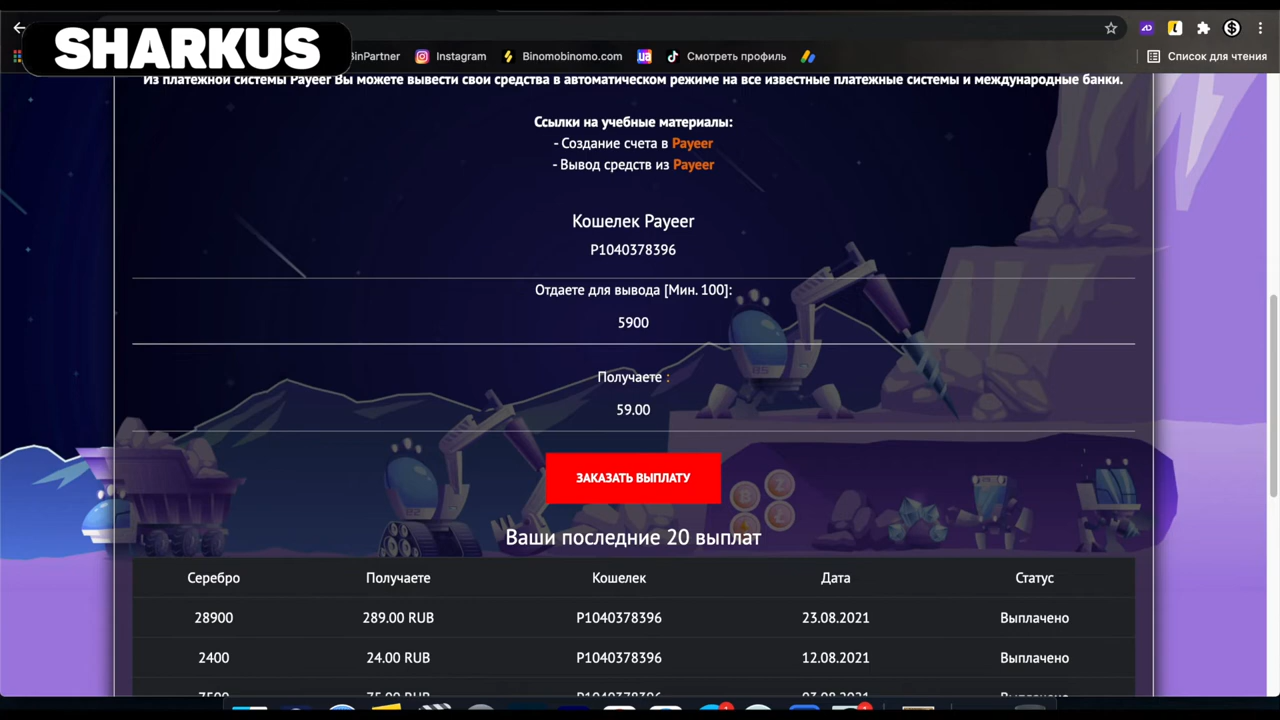 SHARKUS
BinPartner
Instagram
Binomobinomo.com
ua
Смотреть профиль
Список для чтения
Из платежной системы Payeer Вы можете вывести свои средства в автоматическом режиме на все известные платежные системы и международные банки.
Ссылки на учебные материалы:
- Создание счета в Payeer
- Вывод средств из Payeer
Кошелек Payeer
P1040378396
Отдаете для вывода [Мин. 100]:
5900
Получаете :
59.00
ЗАКАЗАТЬ ВЫПЛАТУ
Ваши последние 20 выплат
Серебро Получаете Кошелек Дата Статус
28900 289.00 RUB P1040378396 23.08.2021 Выплачено
2400 24.00 RUB P1040378396 12.08.2021 Выплачено